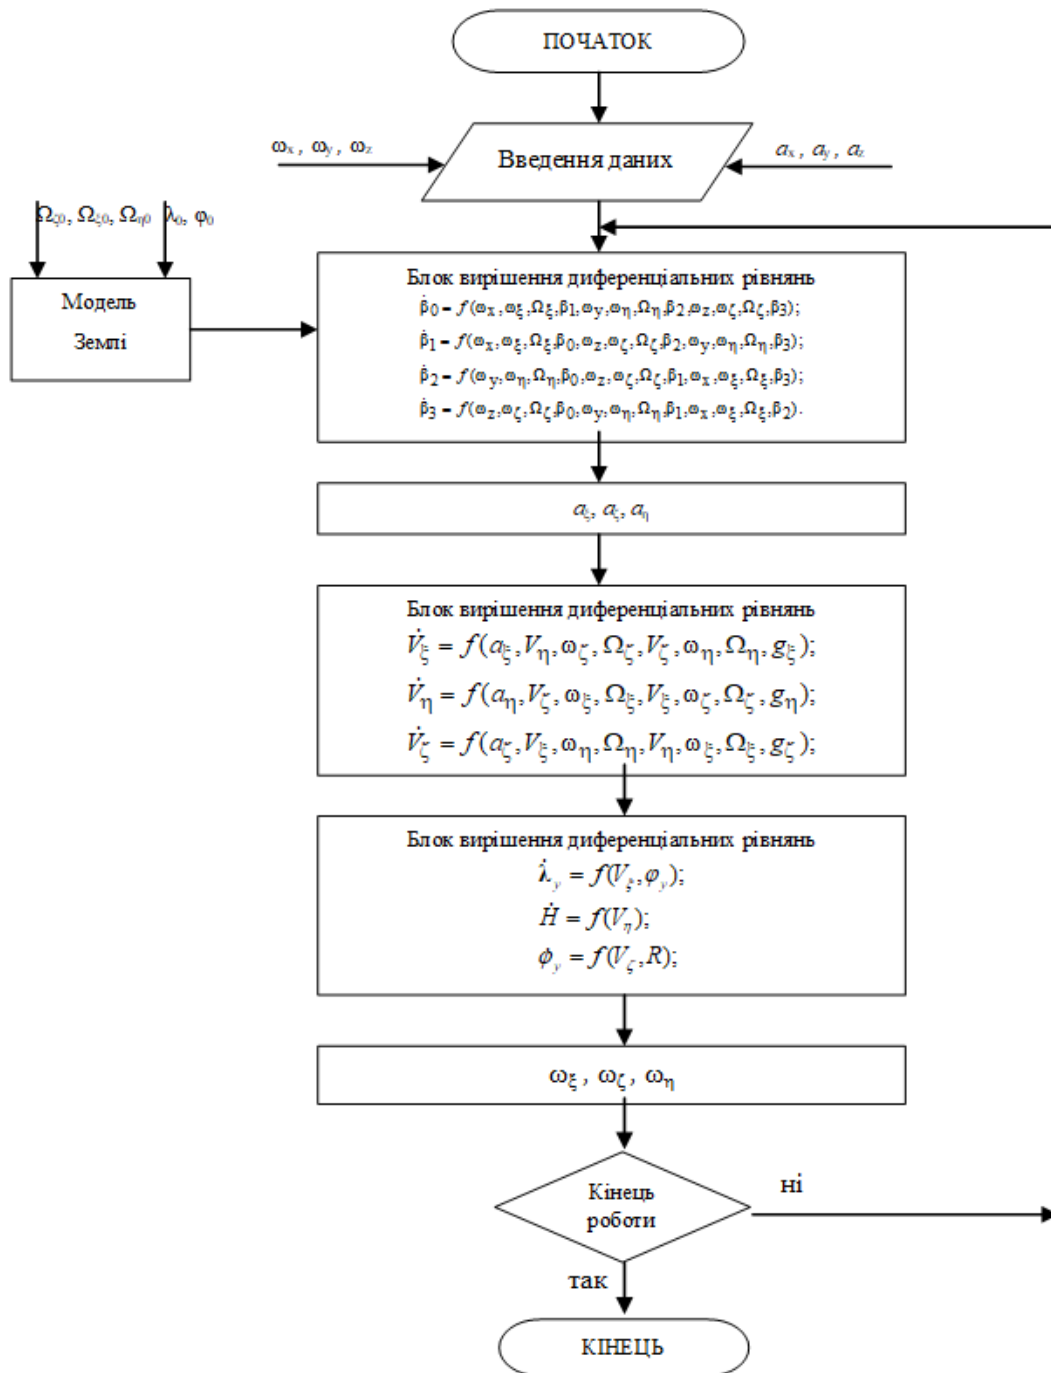 ПОЧАТОК
ωx , ωy , ωz
Введення даних
ax , ay , az
Ωζ0, Ωξ0, Ωη0
λ0, φ0
Модель
Землі
Блок вирішення диференціальних рівнянь
β̇0 = f(ωx,ωξ,Ωξ,β1,ωy,ωη,Ωη,β2,ωz,ωζ,Ωζ,β3);
β̇1 = f(ωx,ωξ,Ωξ,β0,ωz,ωζ,Ωζ,β2,ωy,ωη,Ωη,β3);
β̇2 = f(ωy,ωη,Ωη,β0,ωz,ωζ,Ωζ,β1,ωx,ωξ,Ωξ,β3);
β̇3 = f(ωz,ωζ,Ωζ,β0,ωy,ωη,Ωη,β1,ωx,ωξ,Ωξ,β2).
aξ, aζ, aη
Блок вирішення диференціальних рівнянь
V̇ξ = f(aξ,Vη,ωζ,Ωζ,Vζ,ωη,Ωη,gξ);
V̇η = f(aη,Vζ,ωξ,Ωξ,Vξ,ωζ,Ωζ,gη);
V̇ζ = f(aζ,Vξ,ωη,Ωη,Vη,ωξ,Ωξ,gζ);
Блок вирішення диференціальних рівнянь
λ̇y = f(Vξ,φy);
Ḣ = f(Vη);
ϕy = f(Vζ,R);
ωξ , ωζ , ωη
Кінець
роботи
ні
так
КІНЕЦЬ